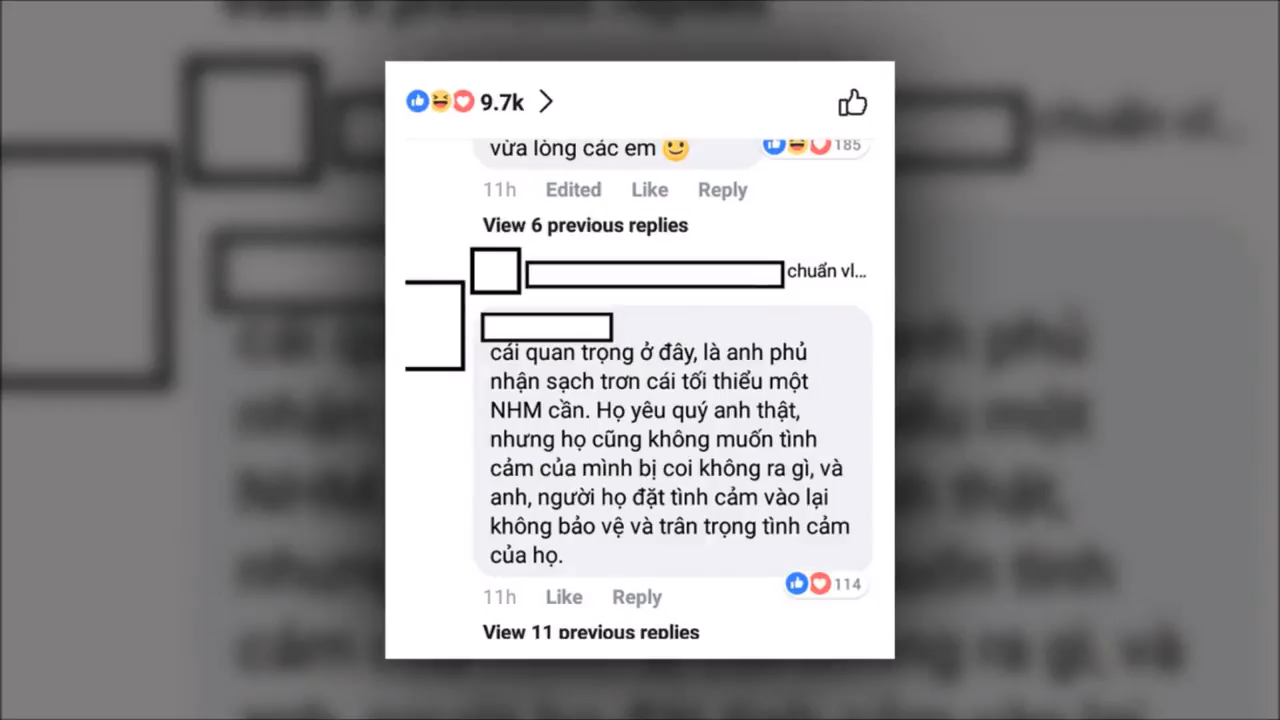 9.7k
vừa lòng các em
185
11h Edited Like Reply
View 6 previous replies
chuẩn vl...
cái quan trọng ở đây, là anh phủ
nhận sạch trơn cái tối thiểu một
NHM cần. Họ yêu quý anh thật,
nhưng họ cũng không muốn tình
cảm của mình bị coi không ra gì, và
anh, người họ đặt tình cảm vào lại
không bảo vệ và trân trọng tình cảm
của họ.
114
11h Like Reply
View 11 previous replies